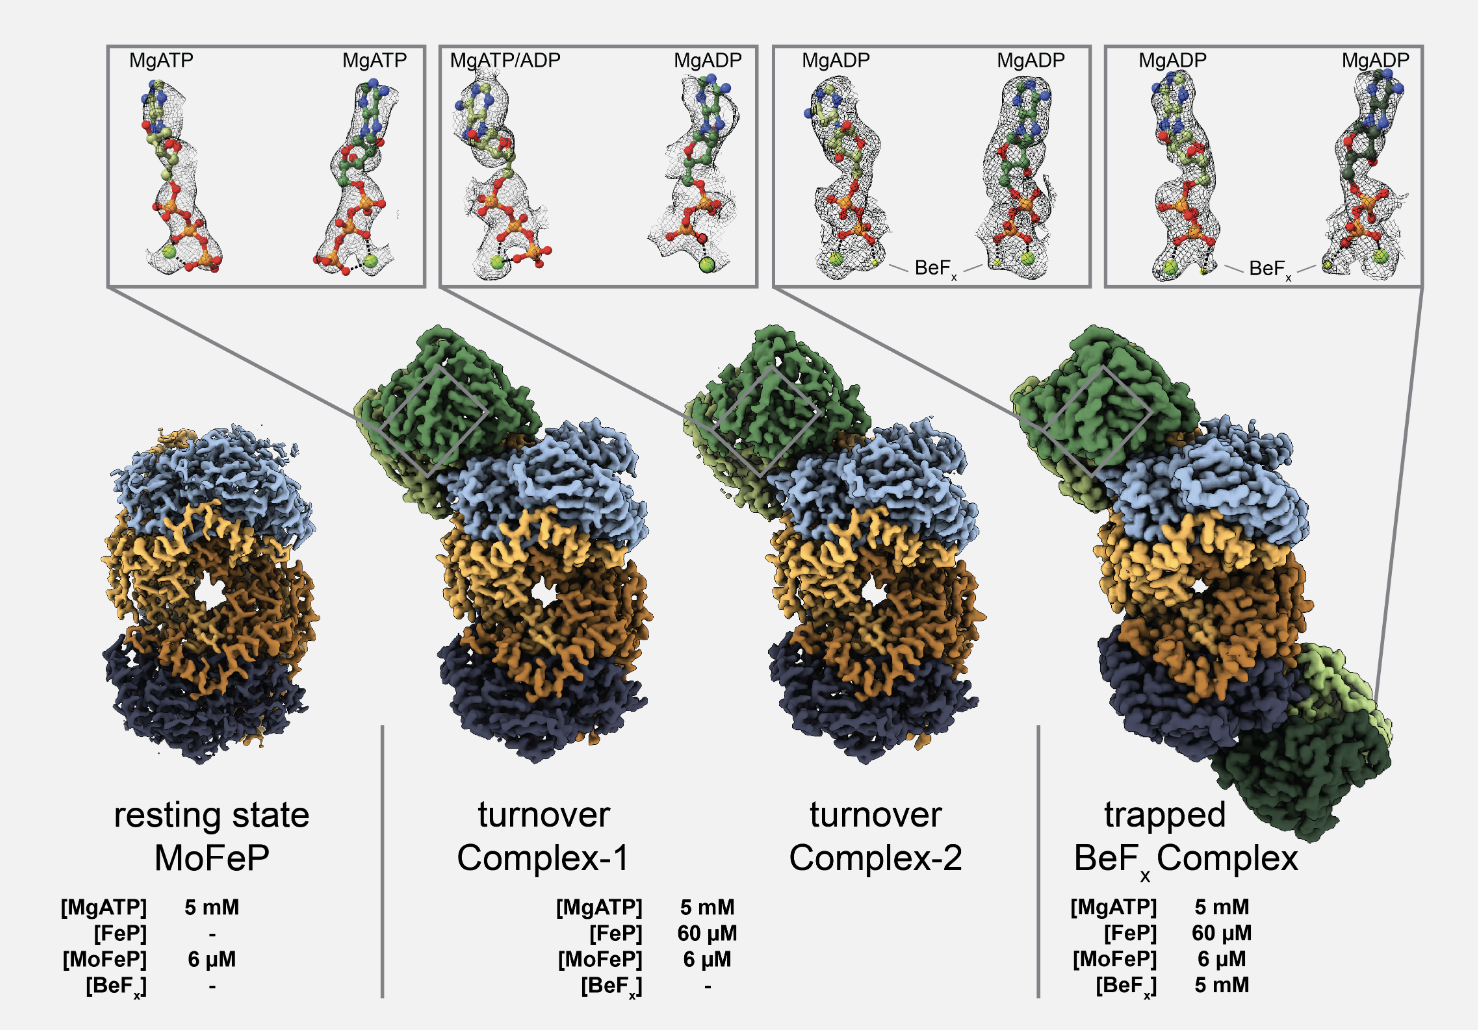 MgATP MgATP MgATP/ADP MgADP MgADP MgADP MgADP MgADP
BeFx BeFx
resting state
MoFeP
turnover
Complex-1
turnover
Complex-2
trapped
BeFx Complex
[MgATP] 5 mM
[FeP] -
[MoFeP] 6 µM
[BeFx] -
[MgATP] 5 mM
[FeP] 60 µM
[MoFeP] 6 µM
[BeFx] -
[MgATP] 5 mM
[FeP] 60 µM
[MoFeP] 6 µM
[BeFx] 5 mM